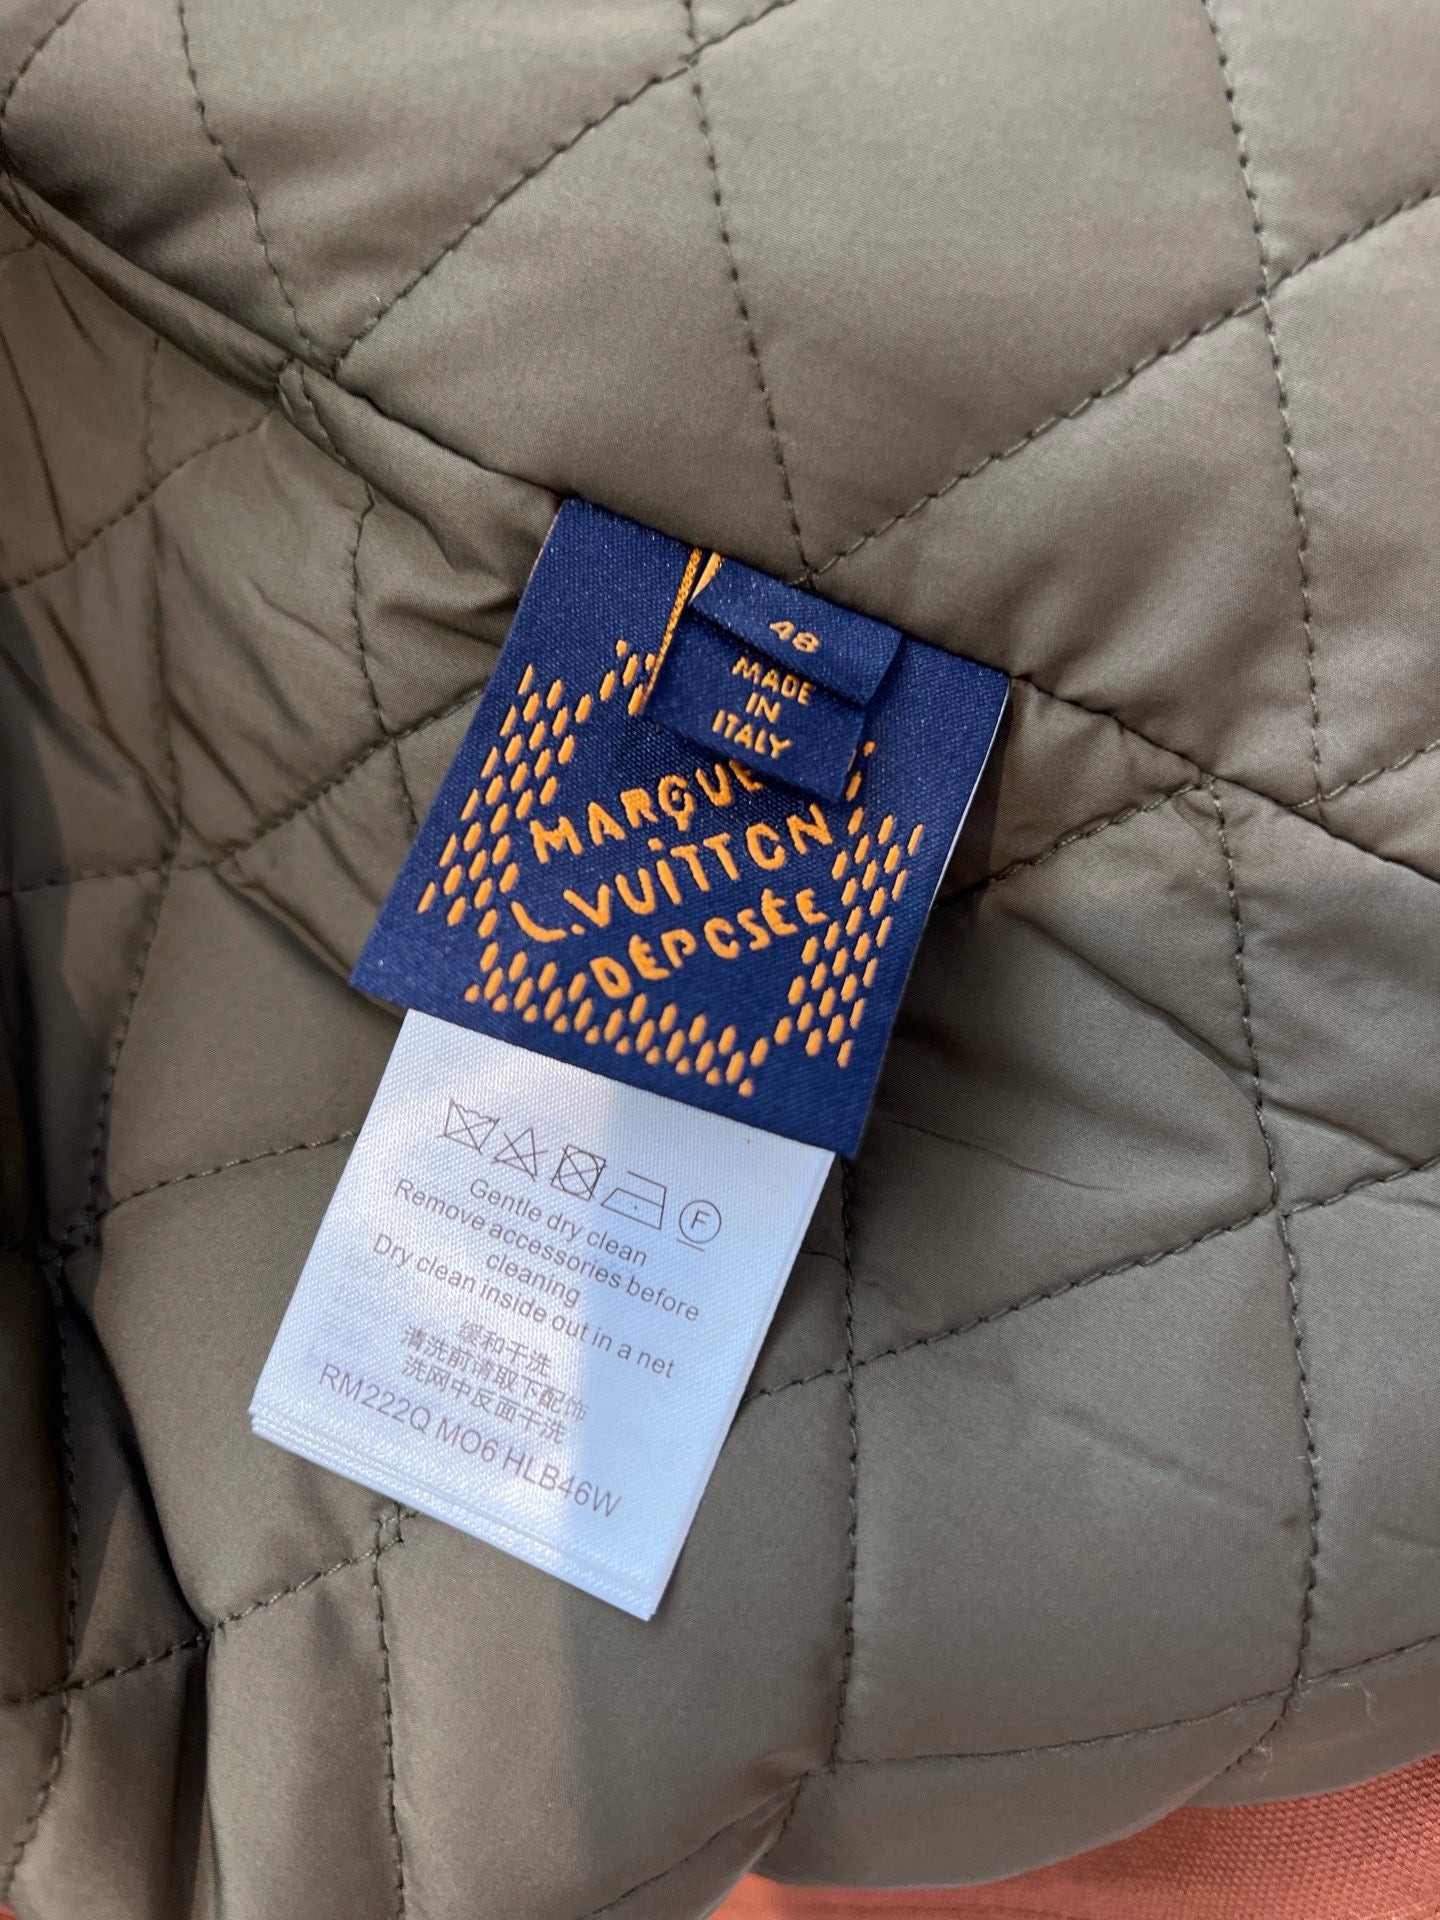 48
MADE
IN
ITALY
MARQUE
L.VUITTON
DÉPOSÉE
F
Gentle dry clean
Remove accessories before
cleaning
Dry clean inside out in a net
缓和干洗
清洗前请取下配饰
洗网中反面干洗
RM222Q MO6 HLB46W